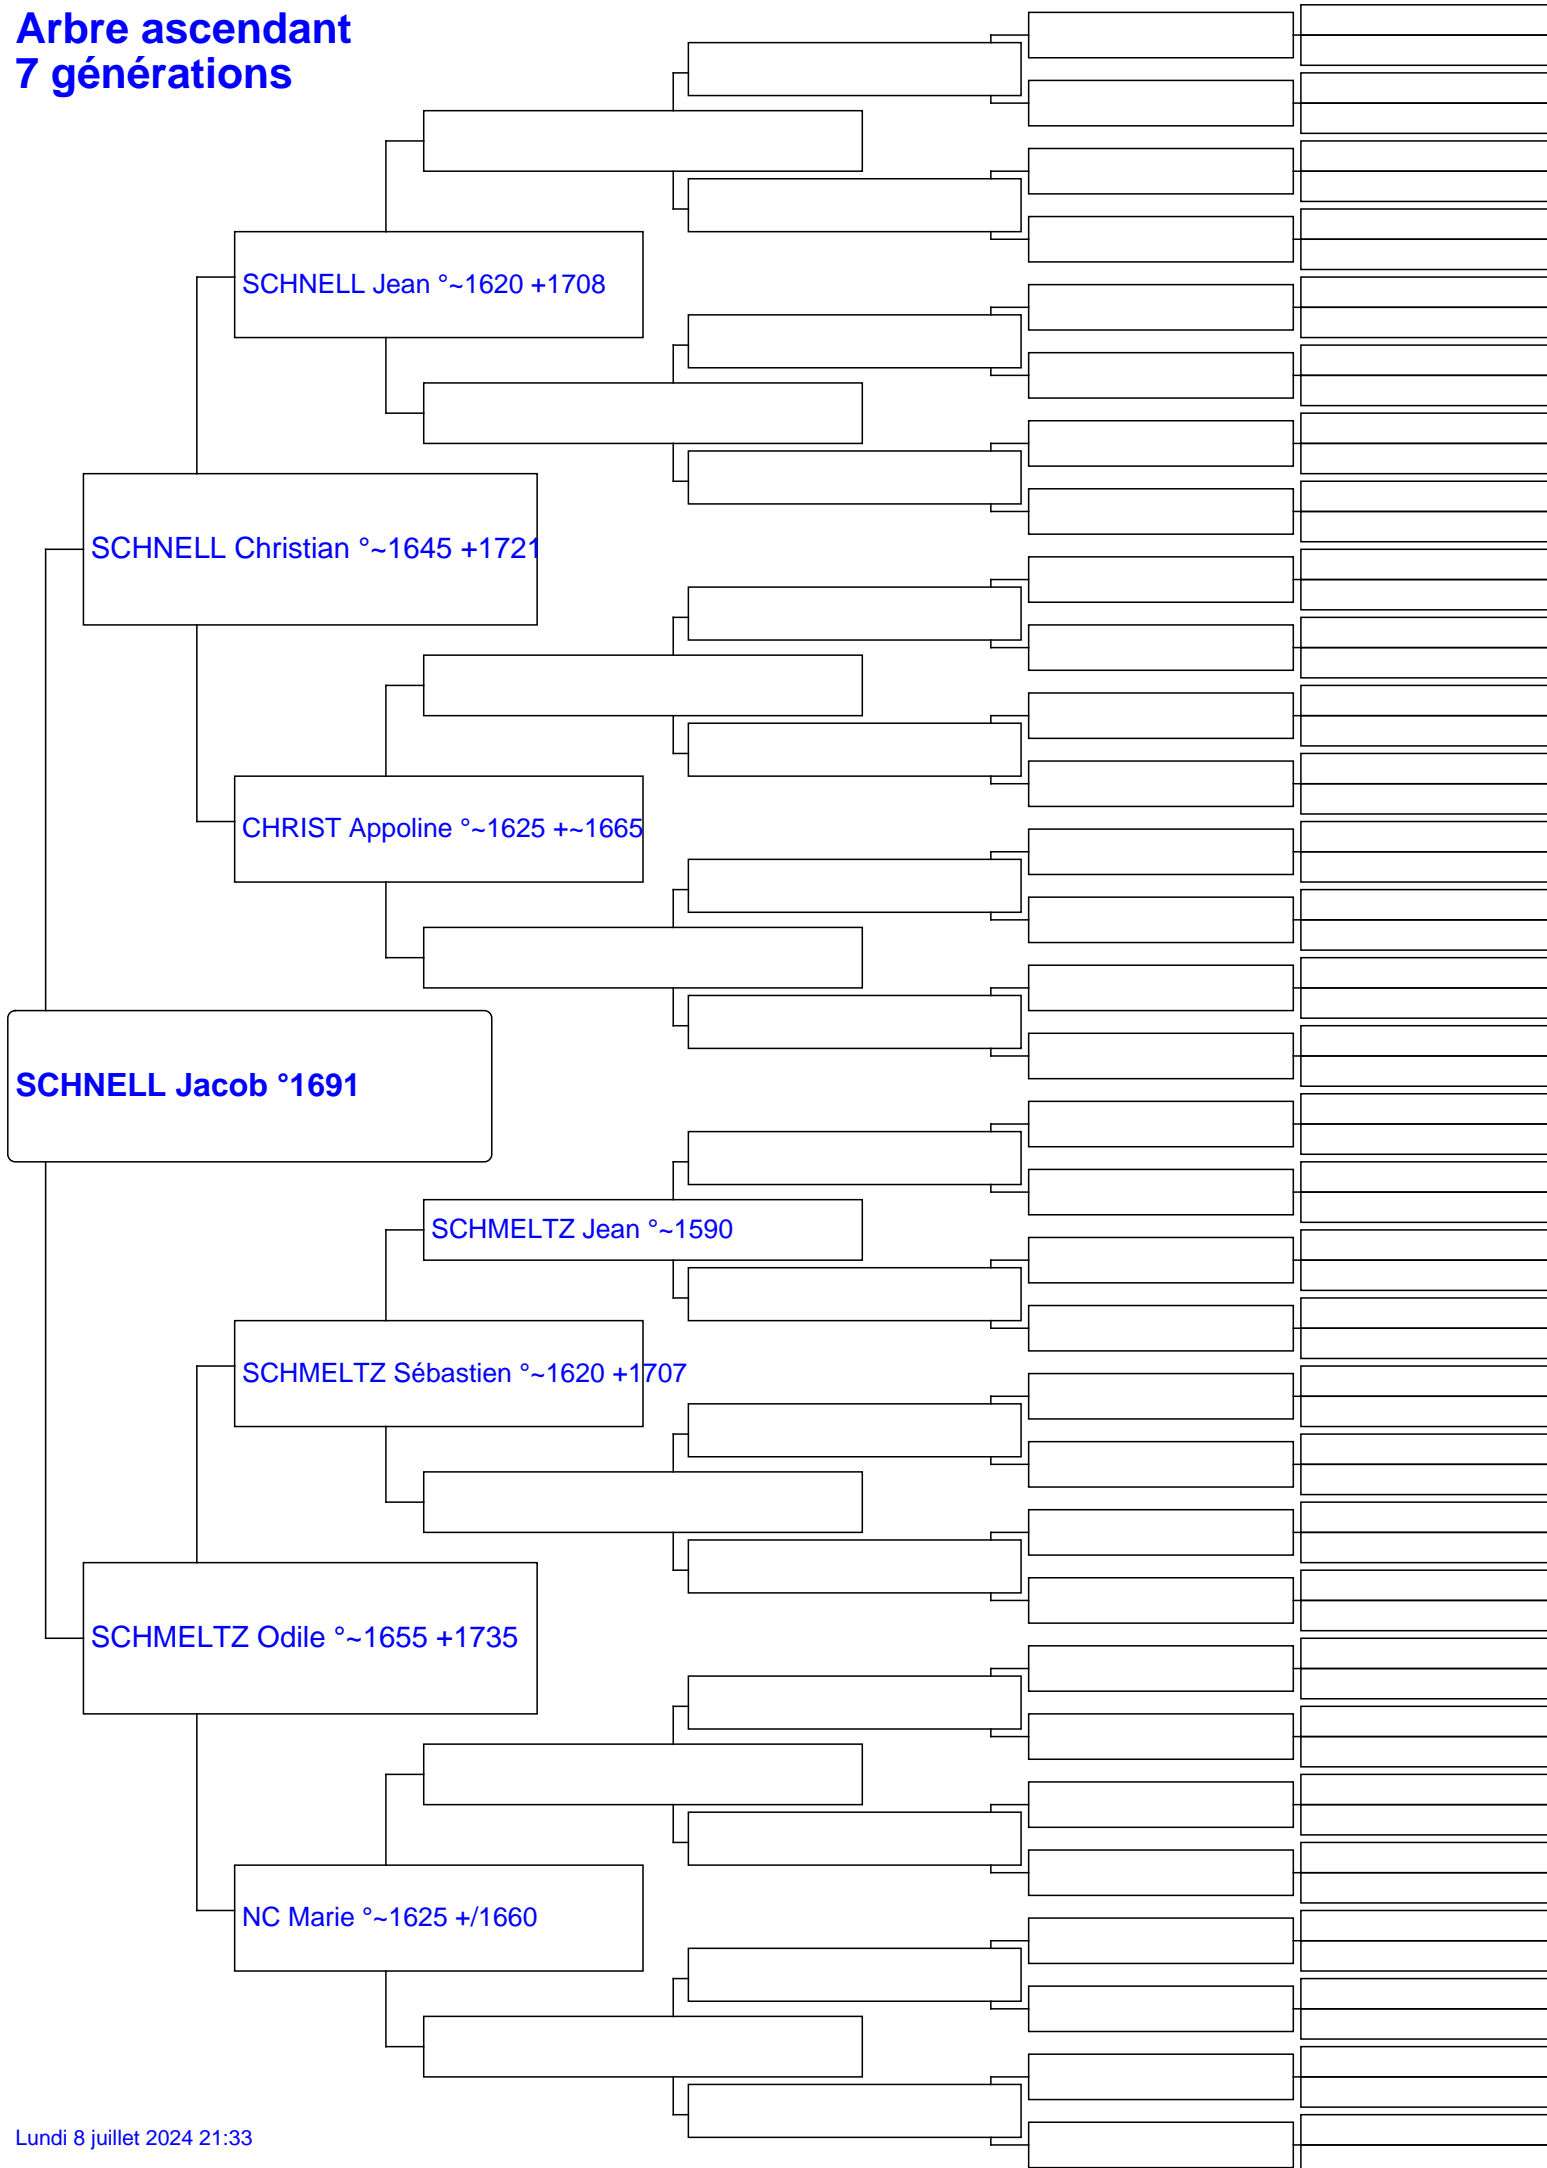 Arbre ascendant
7 générations
SCHNELL Jean °~1620 +1708
SCHNELL Christian °~1645 +1721
CHRIST Appoline °~1625 +~1665
SCHNELL Jacob °1691
SCHMELTZ Jean °~1590
SCHMELTZ Sébastien °~1620 +1707
SCHMELTZ Odile °~1655 +1735
NC Marie °~1625 +/1660
Lundi 8 juillet 2024 21:33